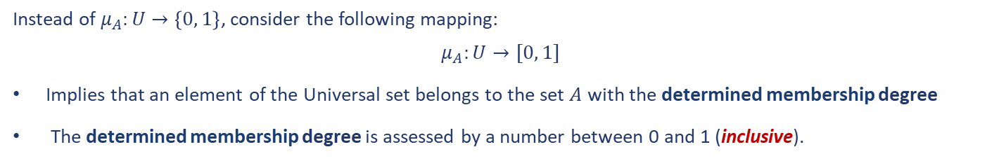 Instead of μ_A: U → {0, 1}, consider the following mapping:
μ_A: U → [0, 1]
• Implies that an element of the Universal set belongs to the set A with the determined membership degree
• The determined membership degree is assessed by a number between 0 and 1 (inclusive).